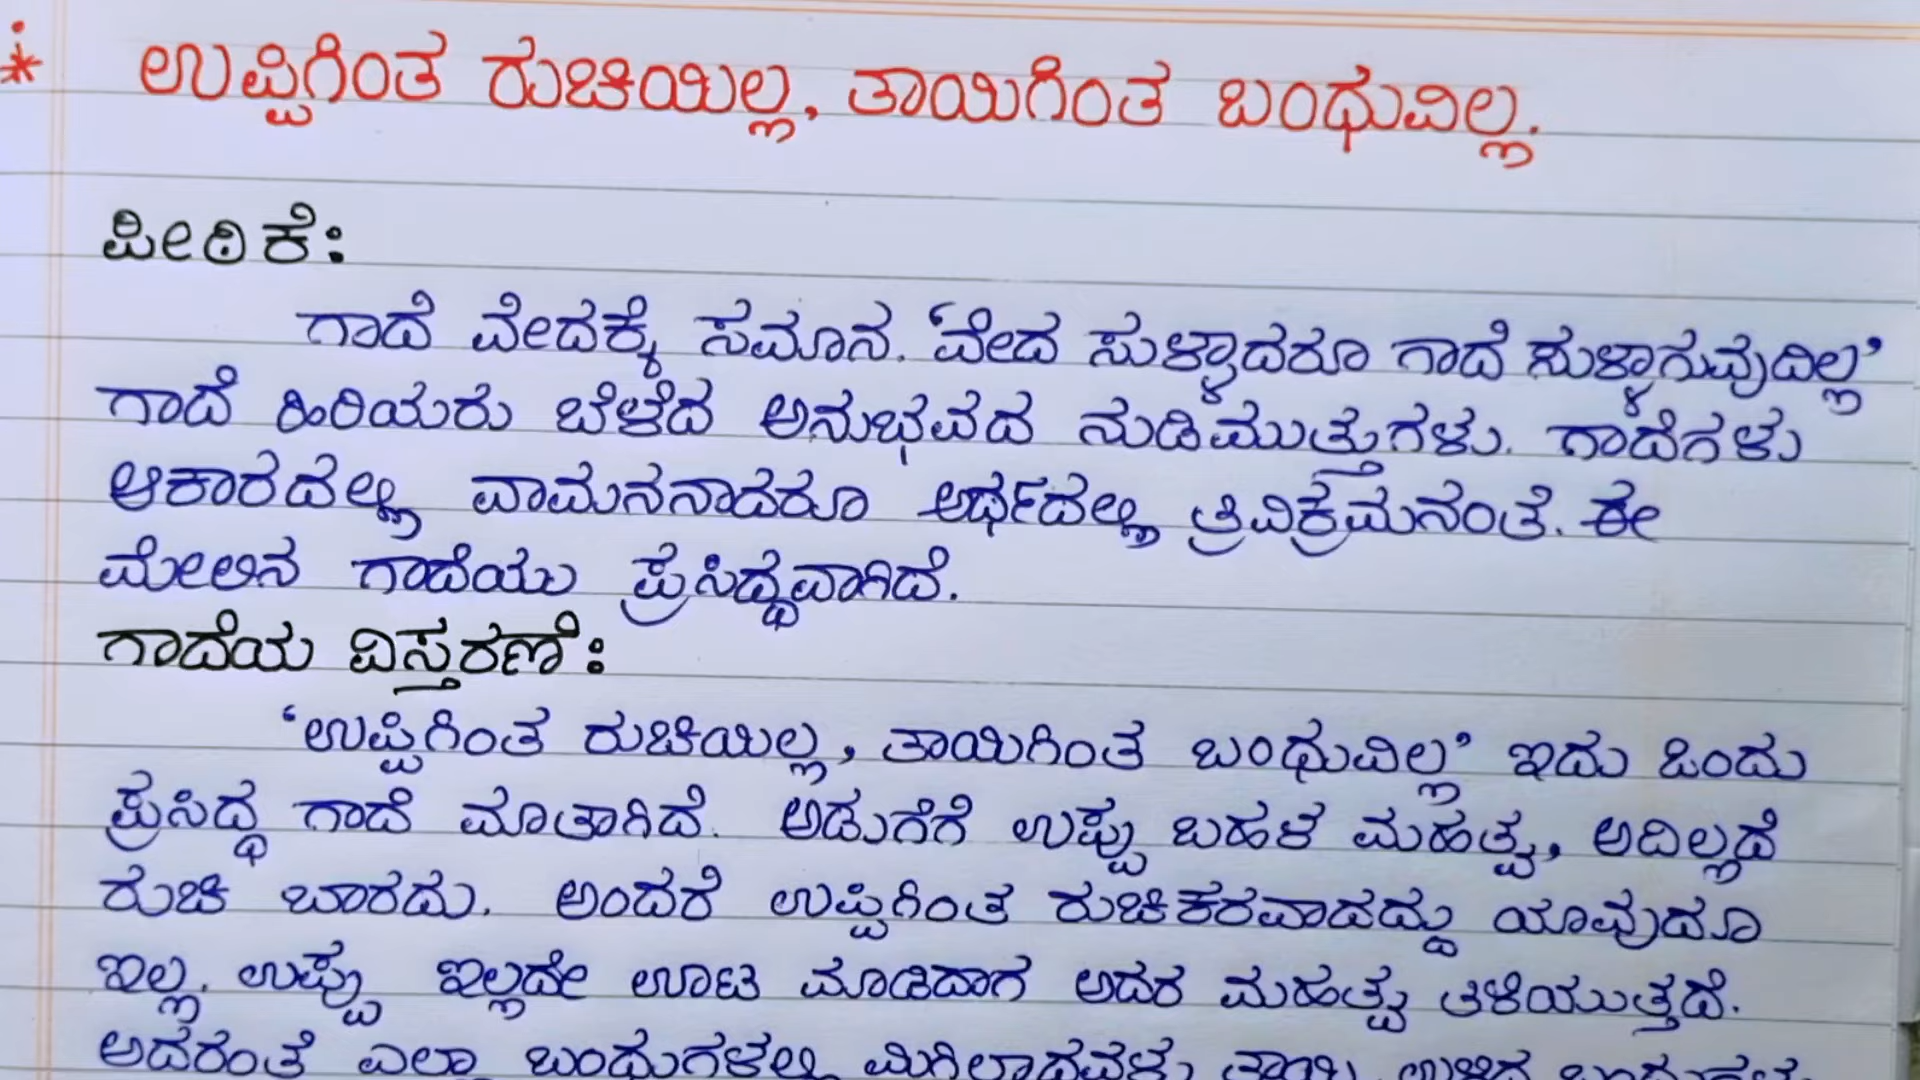 * ಉಪ್ಪಿಗಿಂತ ರುಚಿಯಿಲ್ಲ, ತಾಯಿಗಿಂತ ಬಂಧುವಿಲ್ಲ.
ಪೀಠಿಕೆ:
ಗಾದೆ ವೇದಕ್ಕೆ ಸಮಾನ. ‘ವೇದ ಸುಳ್ಳಾದರೂ ಗಾದೆ ಸುಳ್ಳಾಗುವುದಿಲ್ಲ’
ಗಾದೆ ಹಿರಿಯರು ಬೆಳೆದ ಅನುಭವದ ನುಡಿಮುತ್ತುಗಳು. ಗಾದೆಗಳು
ಆಕಾರದಲ್ಲಿ ವಾಮನನಾದರೂ ಅರ್ಥದಲ್ಲಿ ತ್ರಿವಿಕ್ರಮನಂತೆ. ಈ
ಮೇಲಿನ ಗಾದೆಯು ಪ್ರಸಿದ್ಧವಾಗಿದೆ.
ಗಾದೆಯ ವಿಸ್ತರಣೆ:
‘ಉಪ್ಪಿಗಿಂತ ರುಚಿಯಿಲ್ಲ, ತಾಯಿಗಿಂತ ಬಂಧುವಿಲ್ಲ’ ಇದು ಒಂದು
ಪ್ರಸಿದ್ಧ ಗಾದೆ ಮಾತಾಗಿದೆ. ಅಡುಗೆಗೆ ಉಪ್ಪು ಬಹಳ ಮಹತ್ವ, ಅದಿಲ್ಲದೆ
ರುಚಿ ಬಾರದು. ಅಂದರೆ ಉಪ್ಪಿಗಿಂತ ರುಚಿಕರವಾದದ್ದು ಯಾವುದೂ
ಇಲ್ಲ. ಉಪ್ಪು ಇಲ್ಲದೇ ಊಟ ಮಾಡಿದಾಗ ಅದರ ಮಹತ್ವ ತಿಳಿಯುತ್ತದೆ.
ಅದರಂತೆ ಎಲ್ಲಾ ಬಂಧುಗಳಲ್ಲಿ ಮಿಗಿಲಾದವಳು ತಾಯಿ